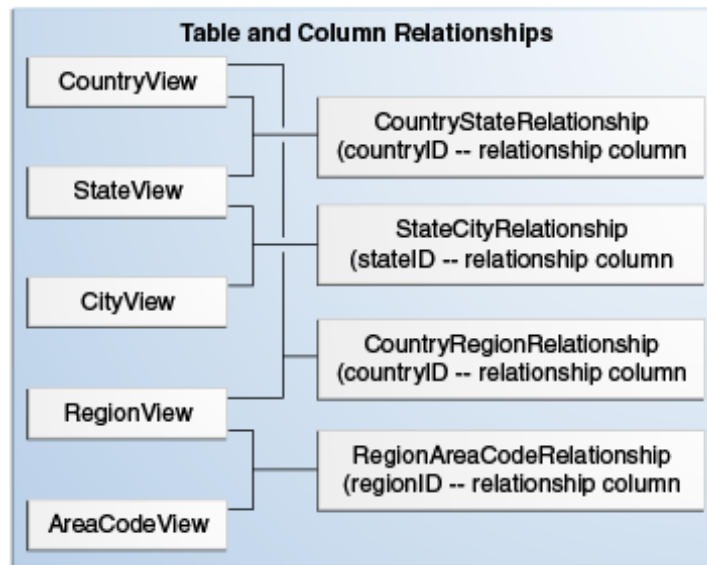 Table and Column Relationships
CountryView
StateView
CityView
RegionView
AreaCodeView
CountryStateRelationship
(countryID -- relationship column
StateCityRelationship
(stateID -- relationship column
CountryRegionRelationship
(countryID -- relationship column
RegionAreaCodeRelationship
(regionID -- relationship column